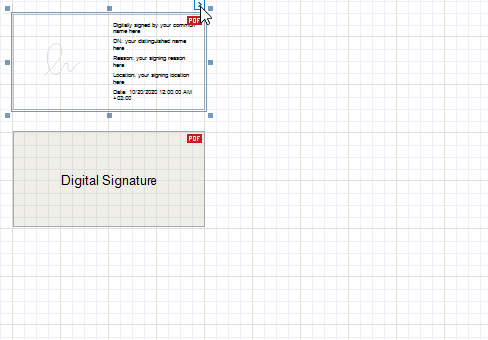 PDF
Digitally signed by your common
name here
DN: your distinguished name
here
Reason: your signing reason
here
Location: your signing location
here
Date: 10/20/2020 12:00:00 AM
+03:00
PDF
Digital Signature